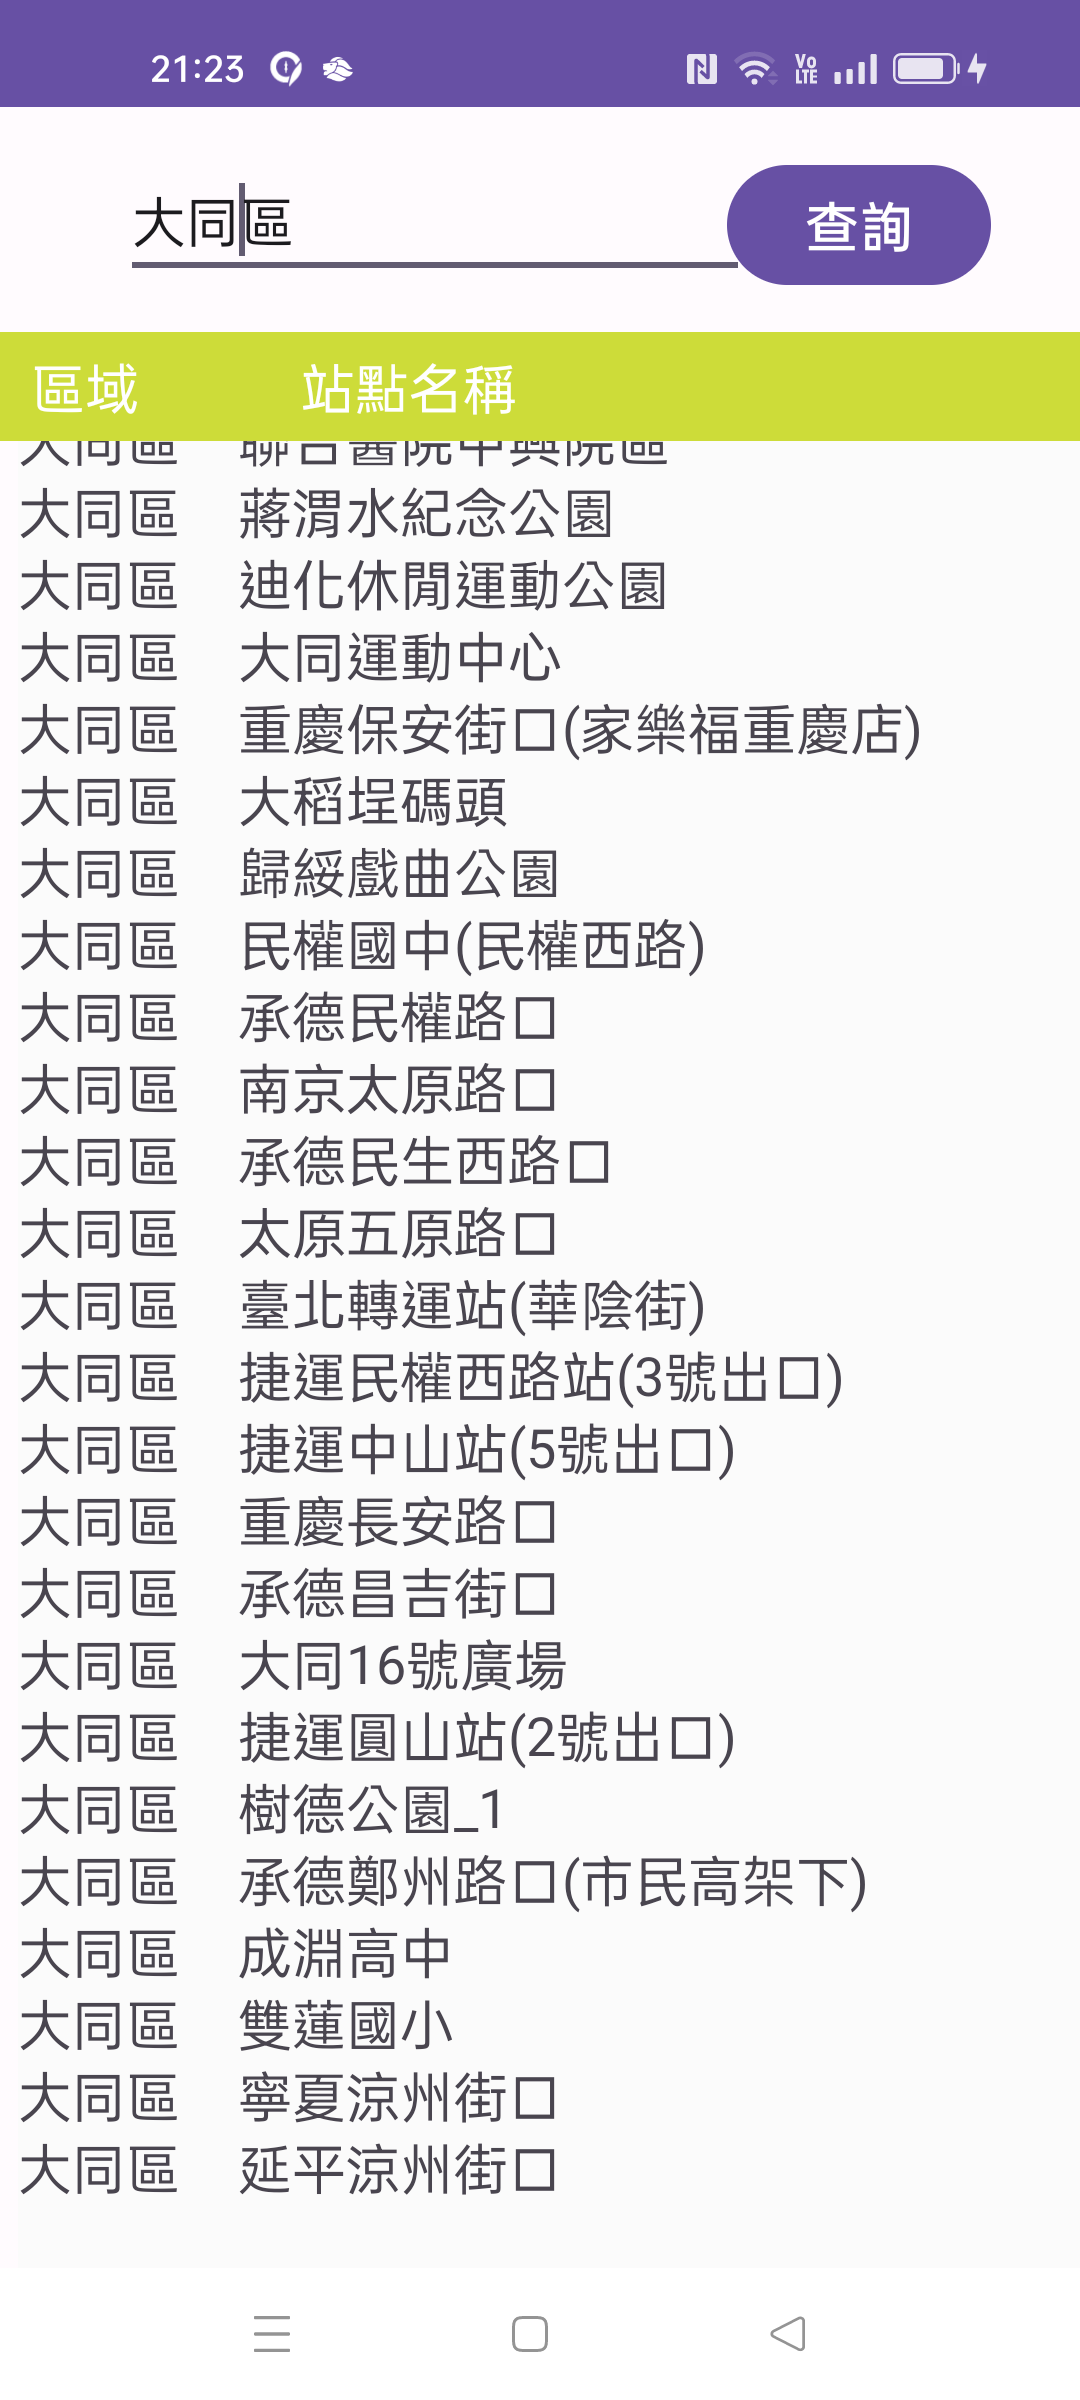 21:23
Vo LTE
大同區
查詢
區域 站點名稱
大同區 聯合醫院中興院區
大同區 蔣渭水紀念公園
大同區 迪化休閒運動公園
大同區 大同運動中心
大同區 重慶保安街口(家樂福重慶店)
大同區 大稻埕碼頭
大同區 歸綏戲曲公園
大同區 民權國中(民權西路)
大同區 承德民權路口
大同區 南京太原路口
大同區 承德民生西路口
大同區 太原五原路口
大同區 臺北轉運站(華陰街)
大同區 捷運民權西路站(3號出口)
大同區 捷運中山站(5號出口)
大同區 重慶長安路口
大同區 承德昌吉街口
大同區 大同16號廣場
大同區 捷運圓山站(2號出口)
大同區 樹德公園_1
大同區 承德鄭州路口(市民高架下)
大同區 成淵高中
大同區 雙蓮國小
大同區 寧夏涼州街口
大同區 延平涼州街口